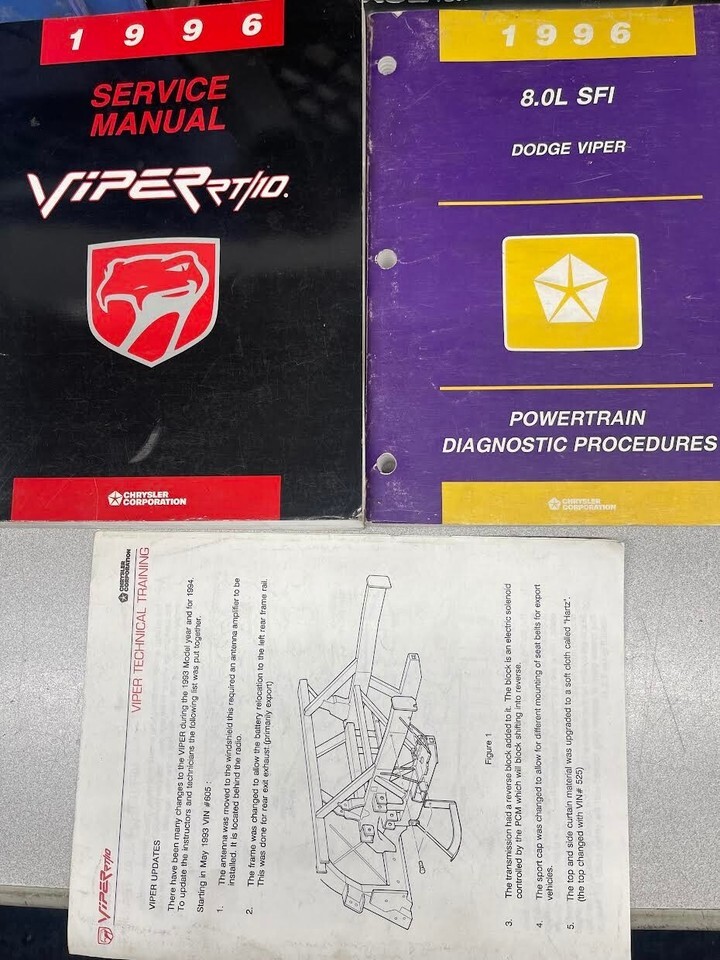 1 9 9 6
SERVICE
MANUAL
VIPER RT/10.
CHRYSLER
CORPORATION
1 9 9 6
8.0L SFI
DODGE VIPER
POWERTRAIN
DIAGNOSTIC PROCEDURES
CHRYSLER
CORPORATION
VIPER RT/10
CHRYSLER
CORPORATION
VIPER TECHNICAL TRAINING
VIPER UPDATES
There have been many changes to the VIPER during the 1993 Model year and for 1994.
To update the instructors and technicians the following list was put together.
Starting in May 1993 VIN #605 :
1. The antenna was moved to the windshield this required an antenna amplifier to be
installed. It is located behind the radio.
2. The frame was changed to allow the battery relocation to the left rear frame rail.
This was done for rear exit exhaust (primarily export)
Figure 1
3. The transmission had a reverse block added to it. The block is an electric solenoid
controlled by the PCM which will block shifting into reverse.
4. The sport cap was changed to allow for different mounting of seat belts for export
vehicles.
5. The top and side curtain material was upgraded to a soft cloth called "Hartz".
(the top changed with VIN# 525)